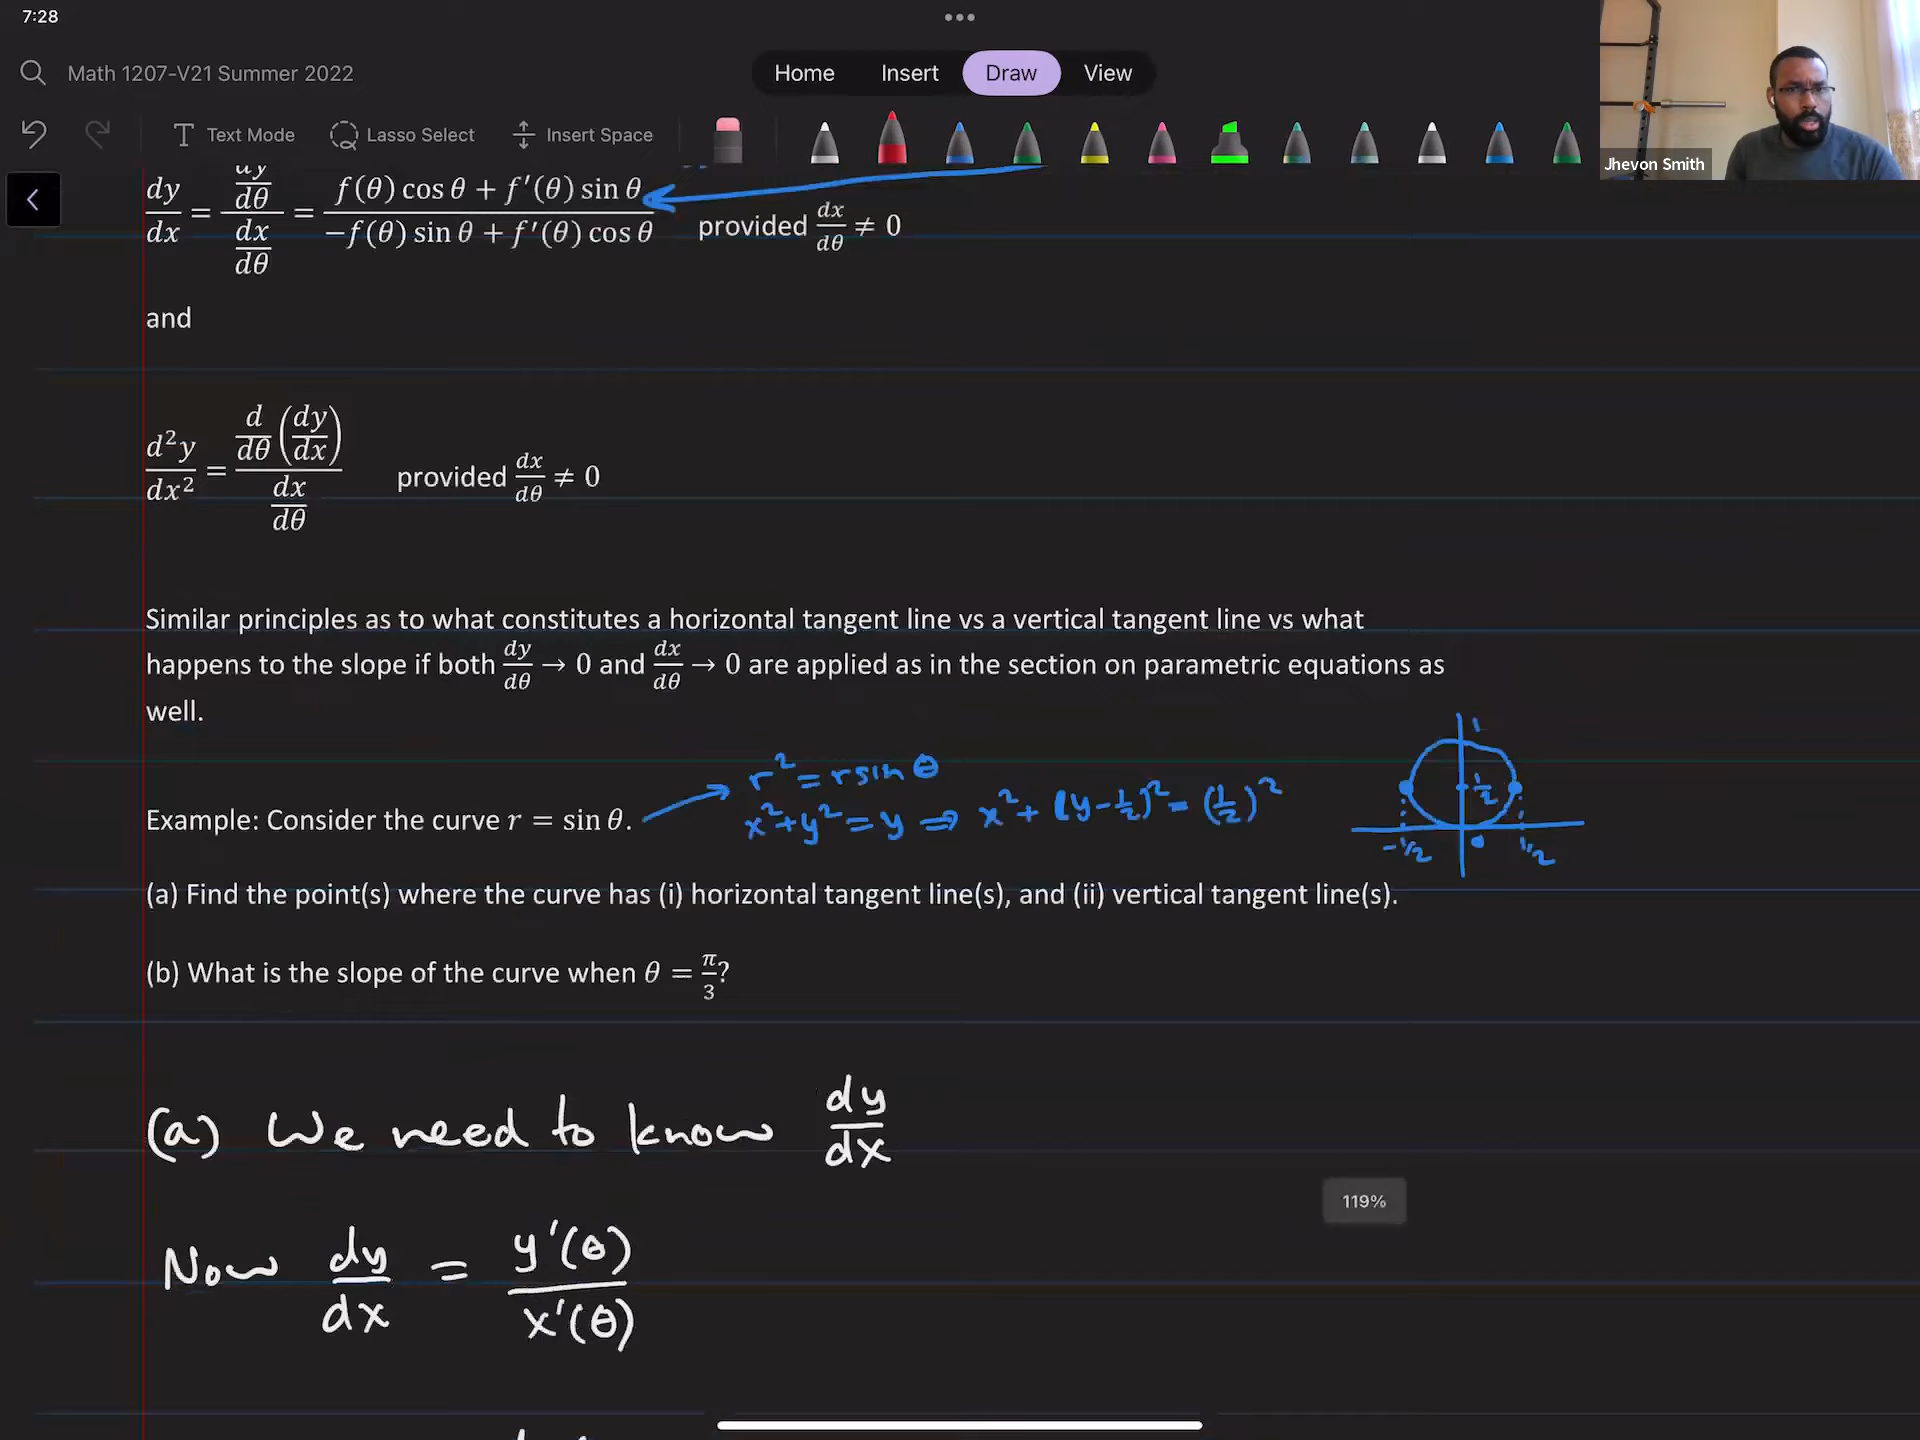 7:28
Math 1207-V21 Summer 2022
Home Insert Draw View
Text Mode Lasso Select Insert Space
Jhevon Smith
dy/dx = (dy/dθ)/(dx/dθ) = (f(θ) cos θ + f′(θ) sin θ)/(−f(θ) sin θ + f′(θ) cos θ) provided dx/dθ ≠ 0
and
d²y/dx² = (d/dθ (dy/dx))/(dx/dθ) provided dx/dθ ≠ 0
Similar principles as to what constitutes a horizontal tangent line vs a vertical tangent line vs what
happens to the slope if both dy/dθ → 0 and dx/dθ → 0 are applied as in the section on parametric equations as
well.
r² = r sin θ
Example: Consider the curve r = sin θ.
x² + y² = y ⇒ x² + (y − 1/2)² = (1/2)²
1
1/2
−1/2 1/2
(a) Find the point(s) where the curve has (i) horizontal tangent line(s), and (ii) vertical tangent line(s).
(b) What is the slope of the curve when θ = π/3?
(a) We need to know dy/dx
119%
Now dy/dx = y'(θ)/x'(θ)